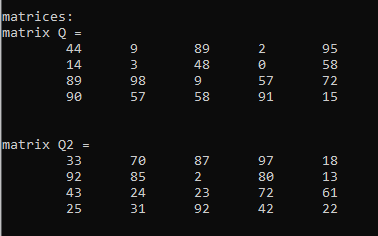 matrices:
matrix Q =
44 9 89 2 95
14 3 48 0 58
89 98 9 57 72
90 57 58 91 15
matrix Q2 =
33 70 87 97 18
92 85 2 80 13
43 24 23 72 61
25 31 92 42 22